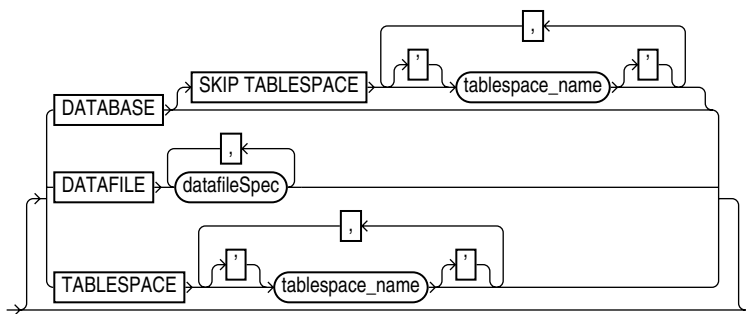 ,
' '
SKIP TABLESPACE tablespace_name
DATABASE
,
DATAFILE datafileSpec
,
' '
TABLESPACE tablespace_name